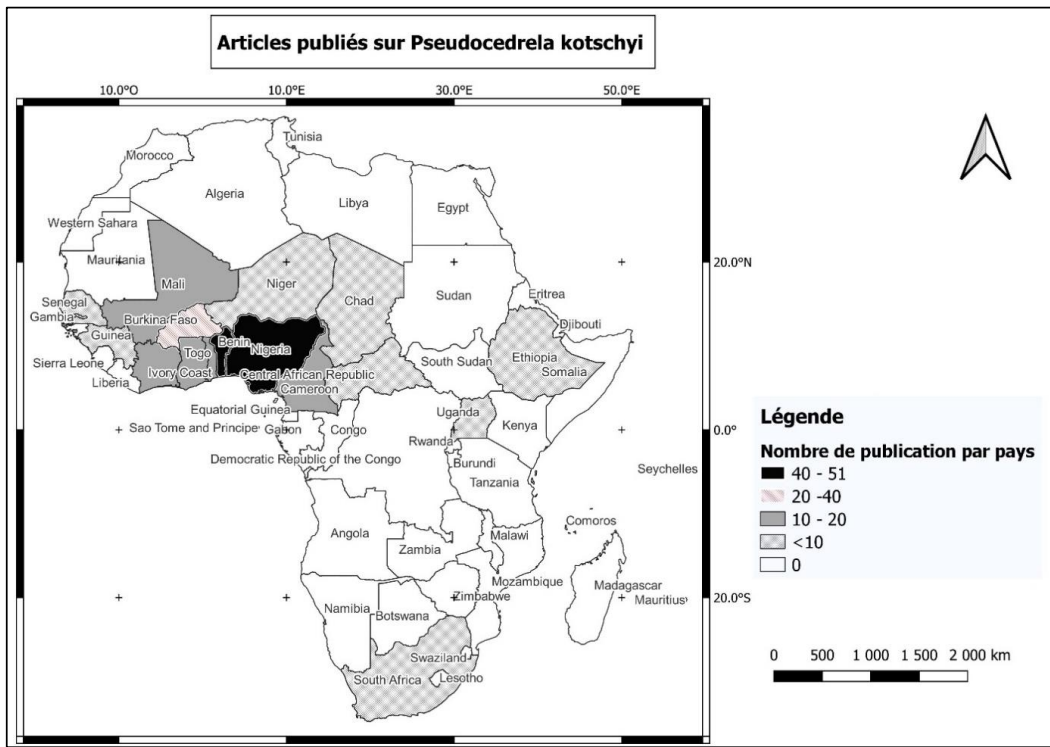 Articles publiés sur Pseudocedrela kotschyi
10.0°O 10.0°E 30.0°E 50.0°E
Tunisia
Morocco
Algeria Libya Egypt
Western Sahara
Mauritania
20.0°N
Mali Niger
Chad Sudan Eritrea
Senegal
Gambia Burkina Faso
Djibouti
Guinea Benin
Nigeria
Togo
Ethiopia
Somalia
Sierra Leone
Liberia
Ivory Coast
Central African Republic
South Sudan
Cameroon
Equatorial Guinea
Uganda
Sao Tome and Principe Gabon Congo Kenya
0.0°
Rwanda
Democratic Republic of the Congo
Burundi
Tanzania
Seychelles
Angola
Comoros
Zambia Malawi
Mozambique
Madagascar
Zimbabwe
Mauritius
20.0°S
Namibia
Botswana
Swaziland
South Africa Lesotho
Légende
Nombre de publication par pays
40 - 51
20 -40
10 - 20
<10
0
0 500 1 000 1 500 2 000 km